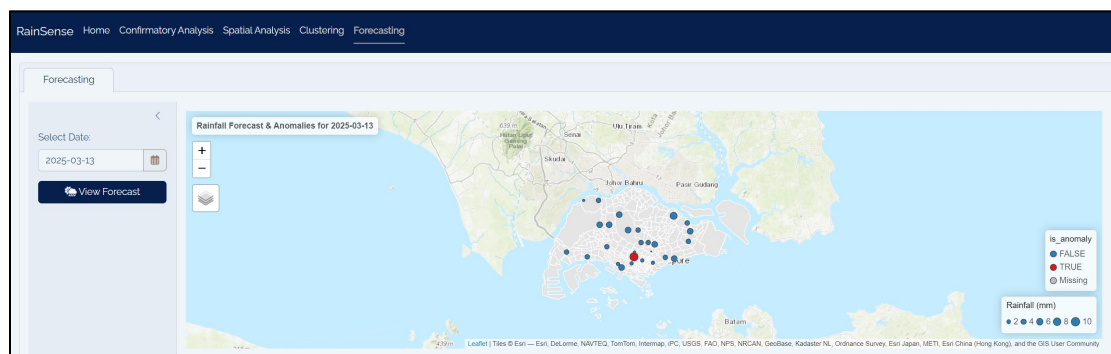 RainSense Home Confirmatory Analysis Spatial Analysis Clustering Forecasting
Forecasting
Select Date:
2025-03-13
View Forecast
Rainfall Forecast & Anomalies for 2025-03-13
+
−
639 m
Senai
Ulu Tiram
Skudai
Johor Bahru
Pasir Gudang
pore
Batam
439m
is_anomaly
FALSE
TRUE
Missing
Rainfall (mm)
2 4 6 8 10
Leaflet | Tiles © Esri — Esri, DeLorme, NAVTEQ, TomTom, Intermap, iPC, USGS, FAO, NPS, NRCAN, GeoBase, Kadaster NL, Ordnance Survey, Esri Japan, METI, Esri China (Hong Kong), and the GIS User Community